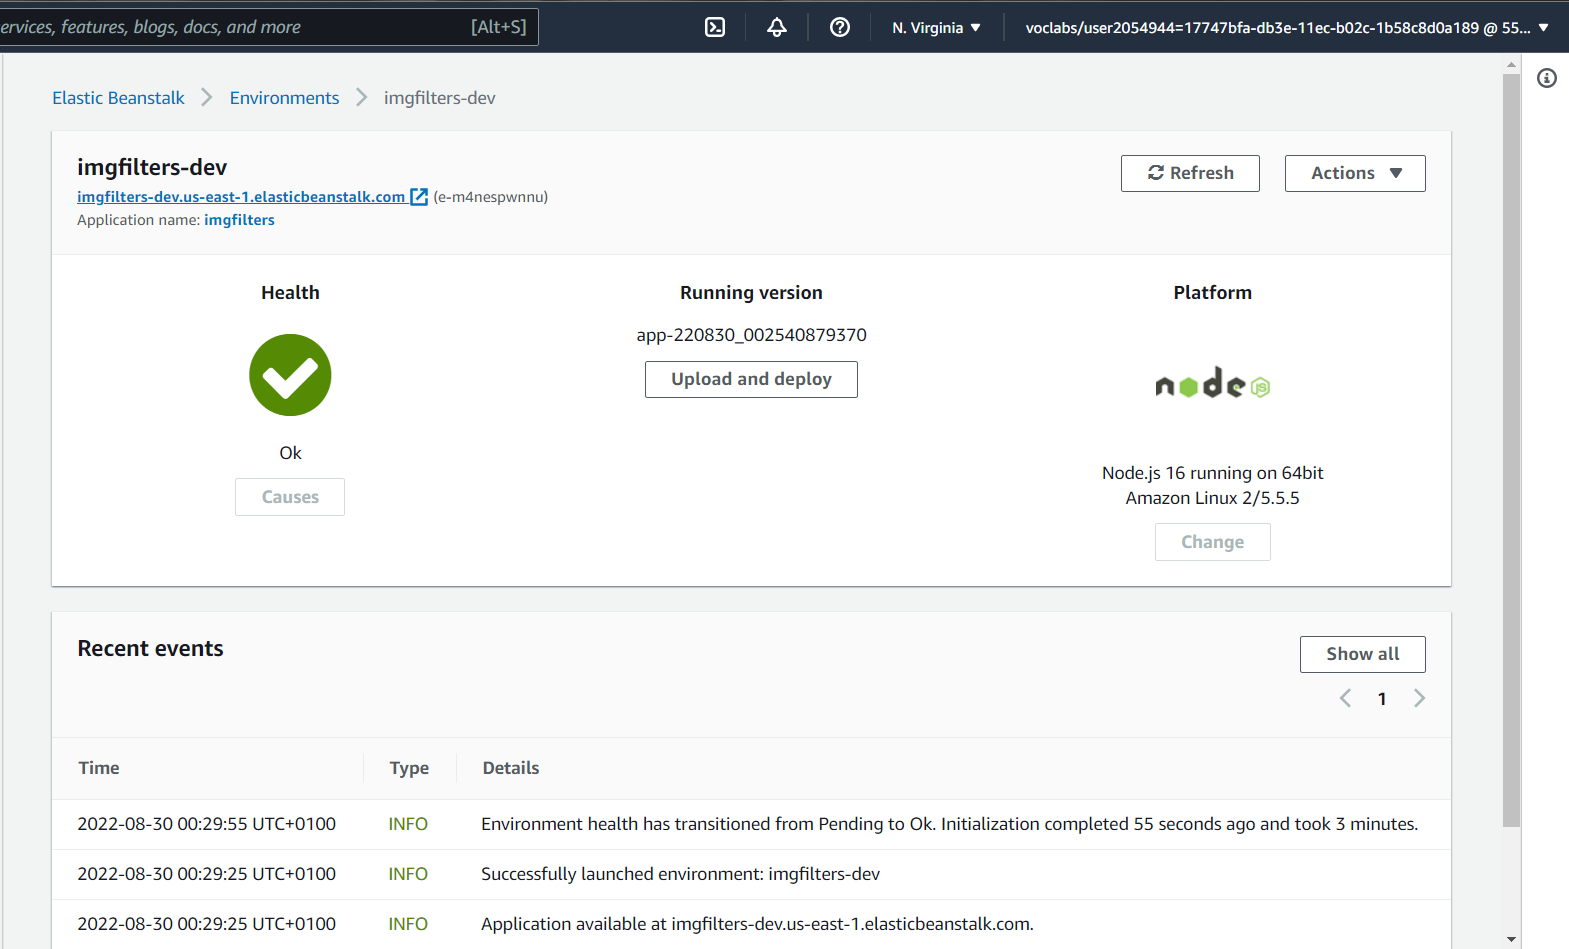 ervices, features, blogs, docs, and more [Alt+S] N. Virginia voclabs/user2054944=17747bfa-db3e-11ec-b02c-1b58c8d0a189 @ 55...
Elastic Beanstalk Environments imgfilters-dev
imgfilters-dev
imgfilters-dev.us-east-1.elasticbeanstalk.com (e-m4nespwnnu)
Application name: imgfilters
Refresh
Actions
Health
Ok
Causes
Running version
app-220830_002540879370
Upload and deploy
Platform
node JS
Node.js 16 running on 64bit
Amazon Linux 2/5.5.5
Change
Recent events
Show all
1
Time Type Details
2022-08-30 00:29:55 UTC+0100 INFO Environment health has transitioned from Pending to Ok. Initialization completed 55 seconds ago and took 3 minutes.
2022-08-30 00:29:25 UTC+0100 INFO Successfully launched environment: imgfilters-dev
2022-08-30 00:29:25 UTC+0100 INFO Application available at imgfilters-dev.us-east-1.elasticbeanstalk.com.